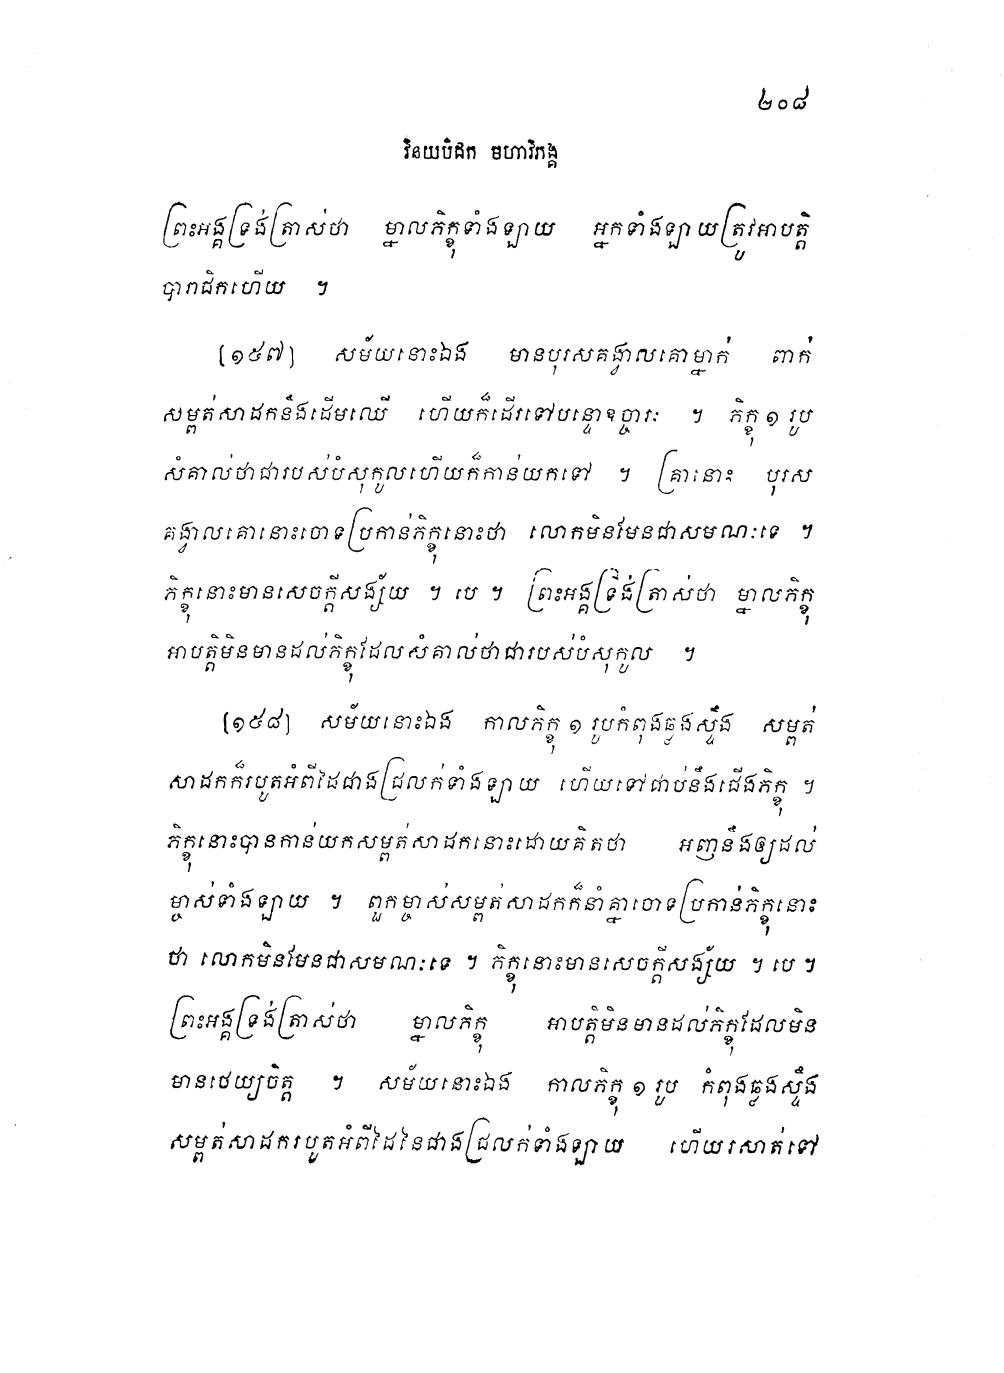 ២០៨
វិនយបិដក មហាវិភង្គ
ព្រះអង្គទ្រង់ត្រាស់ថា ម្នាលភិក្ខុទាំងឡាយ អ្នកទាំងឡាយត្រូវអាបត្តិ
បារាជិកហើយ ។
(១៥៧) សម័យនោះឯង មានបុរសគង្វាលគោម្នាក់ ពាក់
សម្ពត់សាដកនឹងដើមឈើ ហើយក៏ដើរទៅបន្ទោឧច្ចារៈ ។ ភិក្ខុ ១ រូប
សំគាល់ថាជារបស់បំសុកូលហើយក៏កាន់យកទៅ ។ គ្រានោះ បុរស
គង្វាលគោនោះចោទប្រកាន់ភិក្ខុនោះថា លោកមិនមែនជាសមណៈទេ ។
ភិក្ខុនោះមានសេចក្តីសង្ស័យ ។ បេ ។ ព្រះអង្គទ្រង់ត្រាស់ថា ម្នាលភិក្ខុ
អាបត្តិមិនមានដល់ភិក្ខុដែលសំគាល់ថាជារបស់បំសុកូល ។
(១៥៨) សម័យនោះឯង កាលភិក្ខុ ១ រូបកំពុងឆ្លងស្ទឹង សម្ពត់
សាដកក៏របូតអំពីដៃជាងជ្រលក់ទាំងឡាយ ហើយទៅជាប់នឹងជើងភិក្ខុ ។
ភិក្ខុនោះបានកាន់យកសម្ពត់សាដកនោះដោយគិតថា អញនឹងឲ្យដល់
ម្ចាស់ទាំងឡាយ ។ ពួកម្ចាស់សម្ពត់សាដកក៏នាំគ្នាចោទប្រកាន់ភិក្ខុនោះ
ថា លោកមិនមែនជាសមណៈទេ ។ ភិក្ខុនោះមានសេចក្តីសង្ស័យ ។ បេ ។
ព្រះអង្គទ្រង់ត្រាស់ថា ម្នាលភិក្ខុ អាបត្តិមិនមានដល់ភិក្ខុដែលមិន
មានថេយ្យចិត្ត ។ សម័យនោះឯង កាលភិក្ខុ ១ រូប កំពុងឆ្លងស្ទឹង
សម្ពត់សាដករបូតអំពីដៃនៃជាងជ្រលក់ទាំងឡាយ ហើយរសាត់ទៅ